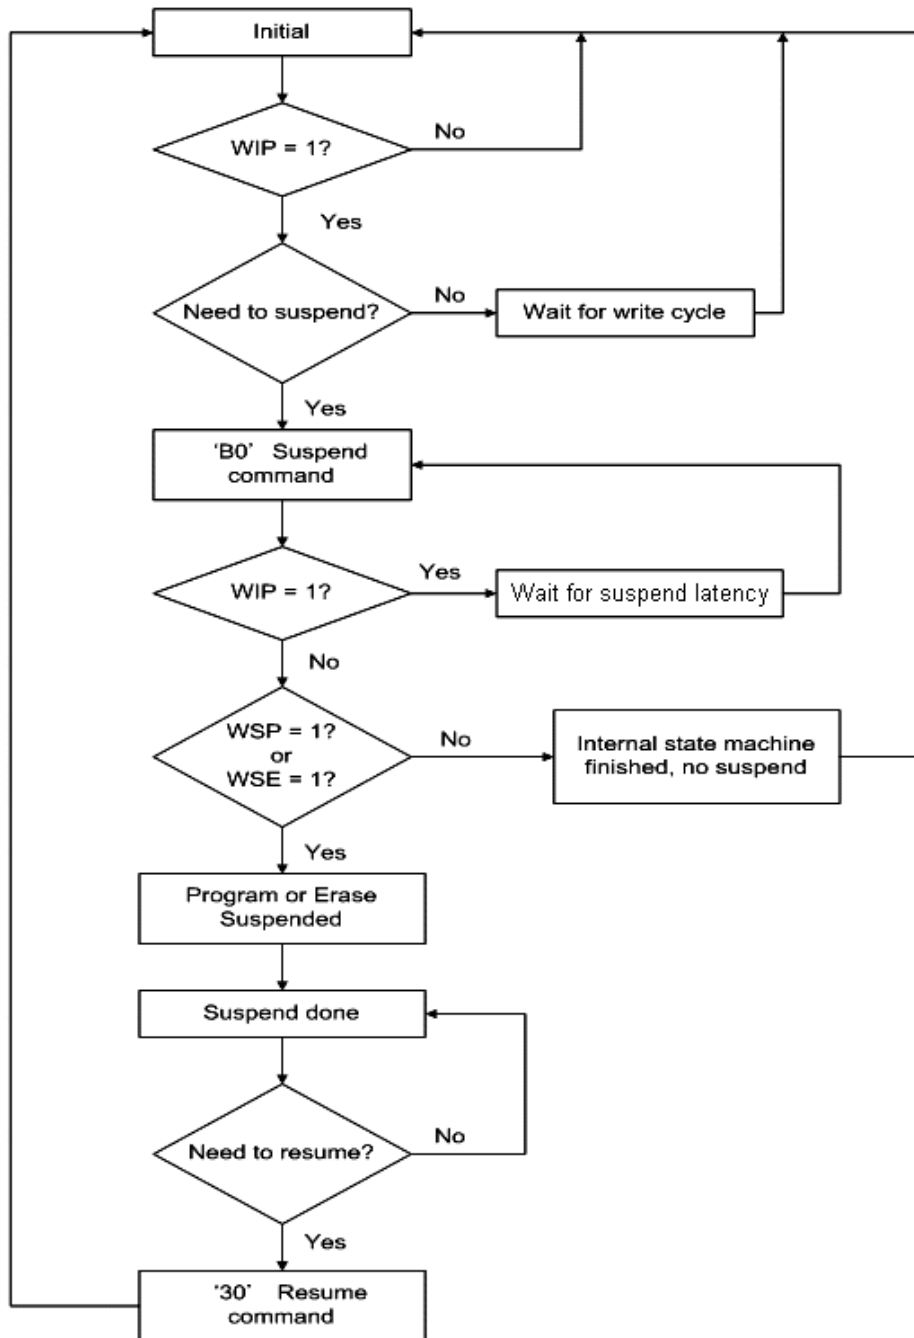 Initial
WIP = 1?
No
Yes
Need to suspend?
No
Wait for write cycle
Yes
'B0' Suspend
command
WIP = 1?
Yes
Wait for suspend latency
No
WSP = 1?
or
WSE = 1?
No
Internal state machine
finished, no suspend
Yes
Program or Erase
Suspended
Suspend done
Need to resume?
No
Yes
'30' Resume
command